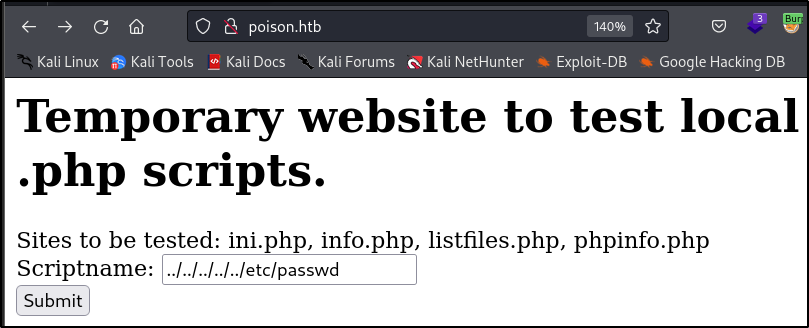 poison.htb
140%
3
Bur
Kali Linux
Kali Tools
Kali Docs
Kali Forums
Kali NetHunter
Exploit-DB
Google Hacking DB
Temporary website to test local
.php scripts.
Sites to be tested: ini.php, info.php, listfiles.php, phpinfo.php
Scriptname: ../../../../../etc/passwd
Submit